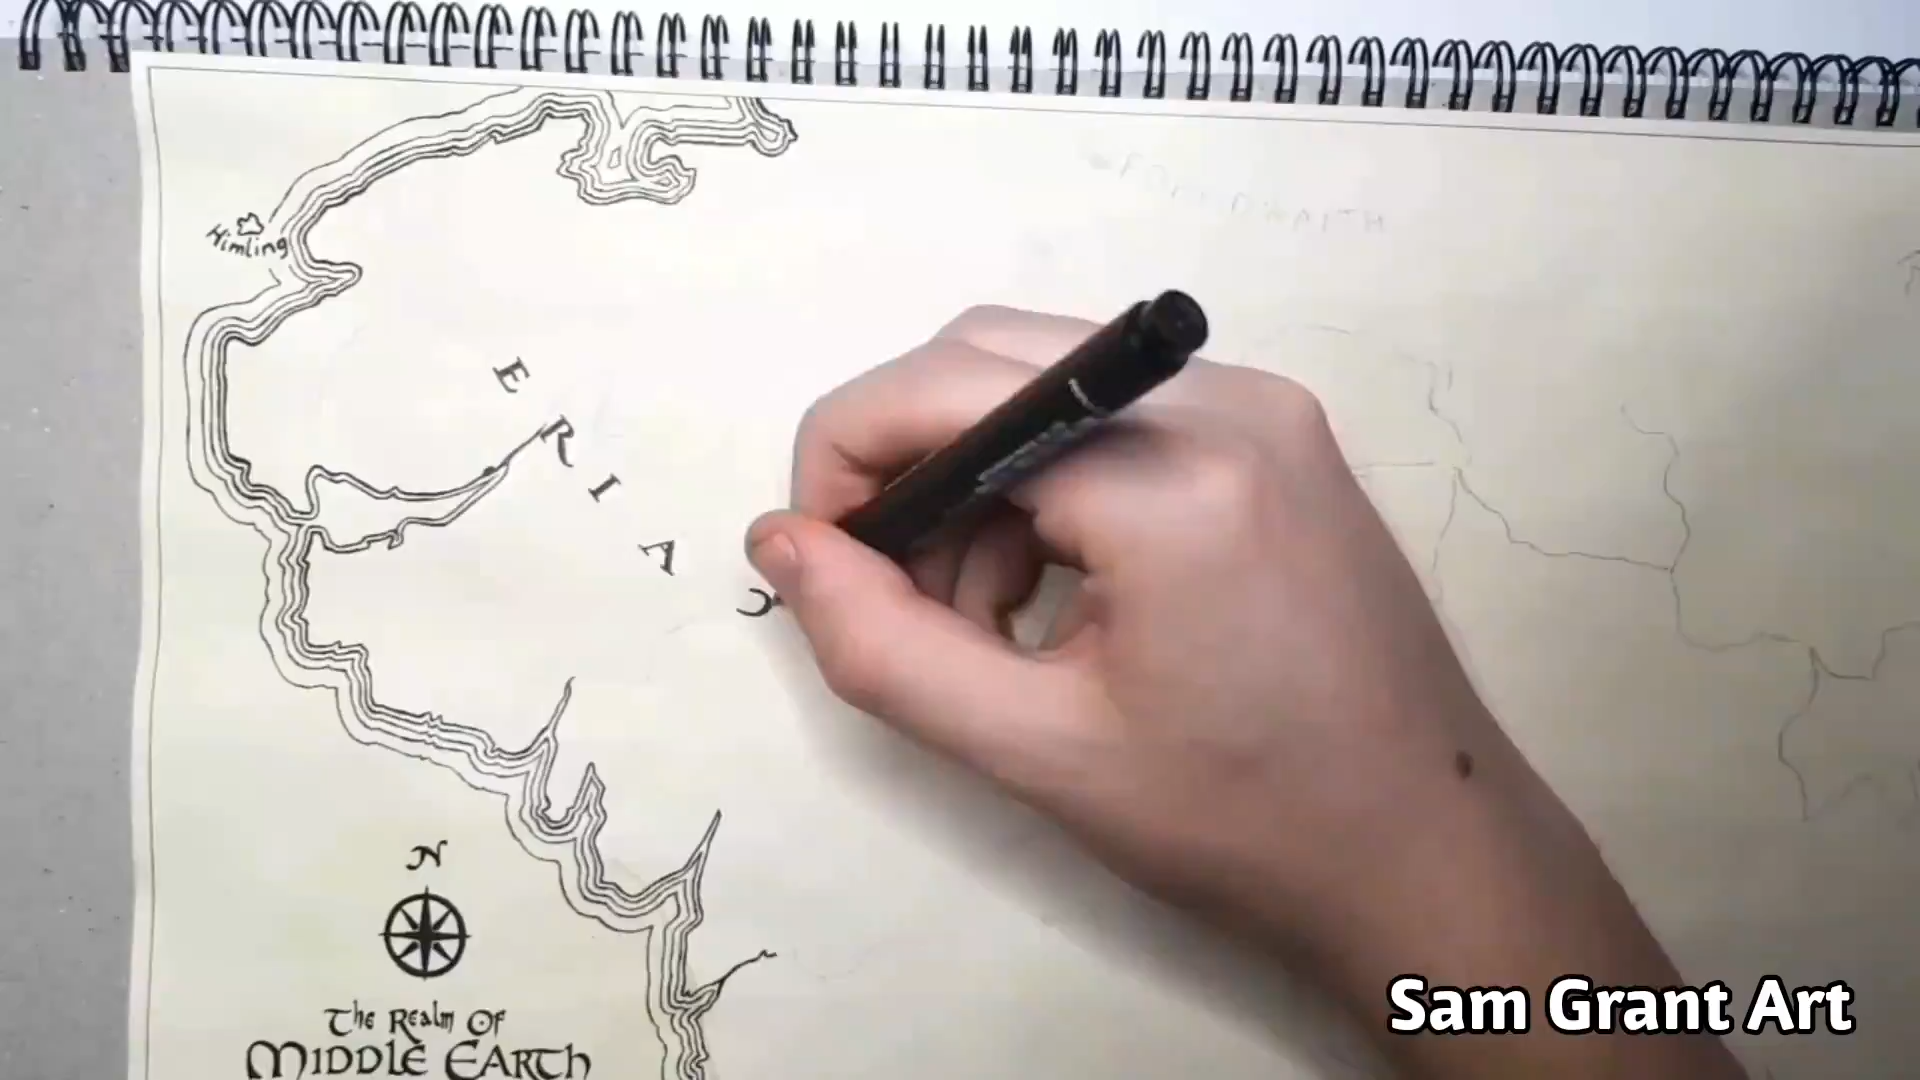 Himling
E R I A
N
The Realm Of
MIDDLE EARTH
Sam Grant Art